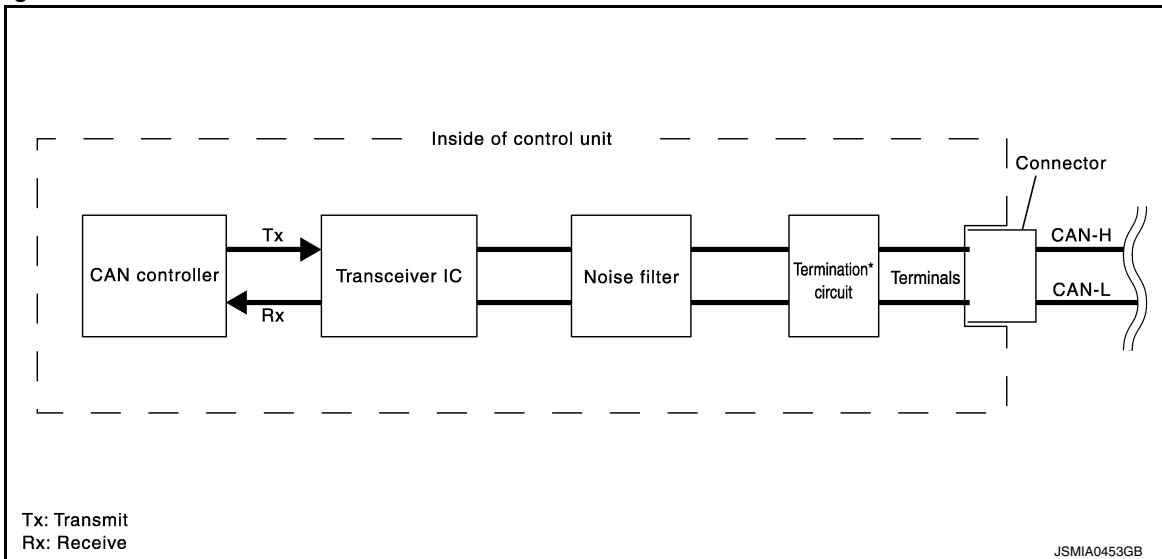 Inside of control unit
Connector
CAN controller
Tx
Rx
Transceiver IC
Noise filter
Termination*
circuit
Terminals
CAN-H
CAN-L
Tx: Transmit
Rx: Receive
JSMIA0453GB